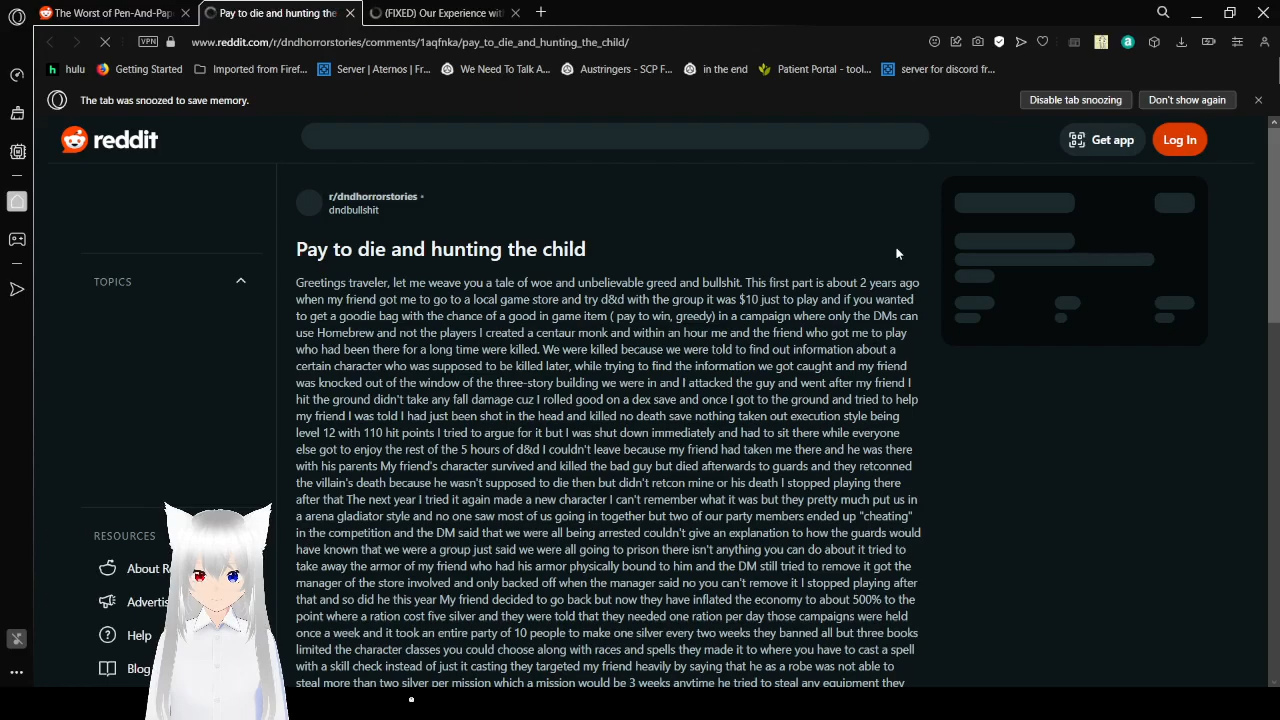 The Worst of Pen-And-Pap
Pay to die and hunting the
(FIXED) Our Experience with
VPN
www.reddit.com/r/dndhorrorstories/comments/1aqfnka/pay_to_die_and_hunting_the_child/
hulu
Getting Started
Imported from Firef...
Server | Aternos | Fr...
We Need To Talk A...
Austringers - SCP F...
in the end
Patient Portal - tool...
server for discord fr...
The tab was snoozed to save memory.
Disable tab snoozing
Don't show again
reddit
Get app
Log In
r/dndhorrorstories •
dndbullshit
Pay to die and hunting the child
TOPICS
Greetings traveler, let me weave you a tale of woe and unbelievable greed and bullshit. This first part is about 2 years ago
when my friend got me to go to a local game store and try d&d with the group it was $10 just to play and if you wanted
to get a goodie bag with the chance of a good in game item ( pay to win, greedy) in a campaign where only the DMs can
use Homebrew and not the players I created a centaur monk and within an hour me and the friend who got me to play
who had been there for a long time were killed. We were killed because we were told to find out information about a
certain character who was supposed to be killed later, while trying to find the information we got caught and my friend
was knocked out of the window of the three-story building we were in and I attacked the guy and went after my friend I
hit the ground didn't take any fall damage cuz I rolled good on a dex save and once I got to the ground and tried to help
my friend I was told I had just been shot in the head and killed no death save nothing taken out execution style being
level 12 with 110 hit points I tried to argue for it but I was shut down immediately and had to sit there while everyone
else got to enjoy the rest of the 5 hours of d&d I couldn't leave because my friend had taken me there and he was there
with his parents My friend's character survived and killed the bad guy but died afterwards to guards and they retconned
the villain's death because he wasn't supposed to die then but didn't retcon mine or his death I stopped playing there
after that The next year I tried it again made a new character I can't remember what it was but they pretty much put us in
a arena gladiator style and no one saw most of us going in together but two of our party members ended up "cheating"
in the competition and the DM said that we were all being arrested couldn't give an explanation to how the guards would
have known that we were a group just said we were all going to prison there isn't anything you can do about it tried to
take away the armor of my friend who had his armor physically bound to him and the DM still tried to remove it got the
manager of the store involved and only backed off when the manager said no you can't remove it I stopped playing after
that and so did he this year My friend decided to go back but now they have inflated the economy to about 500% to the
point where a ration cost five silver and they were told that they needed one ration per day those campaigns were held
once a week and it took an entire party of 10 people to make one silver every two weeks they banned all but three books
limited the character classes you could choose along with races and spells they made it to where you have to cast a spell
with a skill check instead of just it casting they targeted my friend heavily by saying that he as a robe was not able to
steal more than two silver per mission which a mission would be 3 weeks anytime he tried to steal any equipment they
RESOURCES
About Re
Advertis
Help
Blog